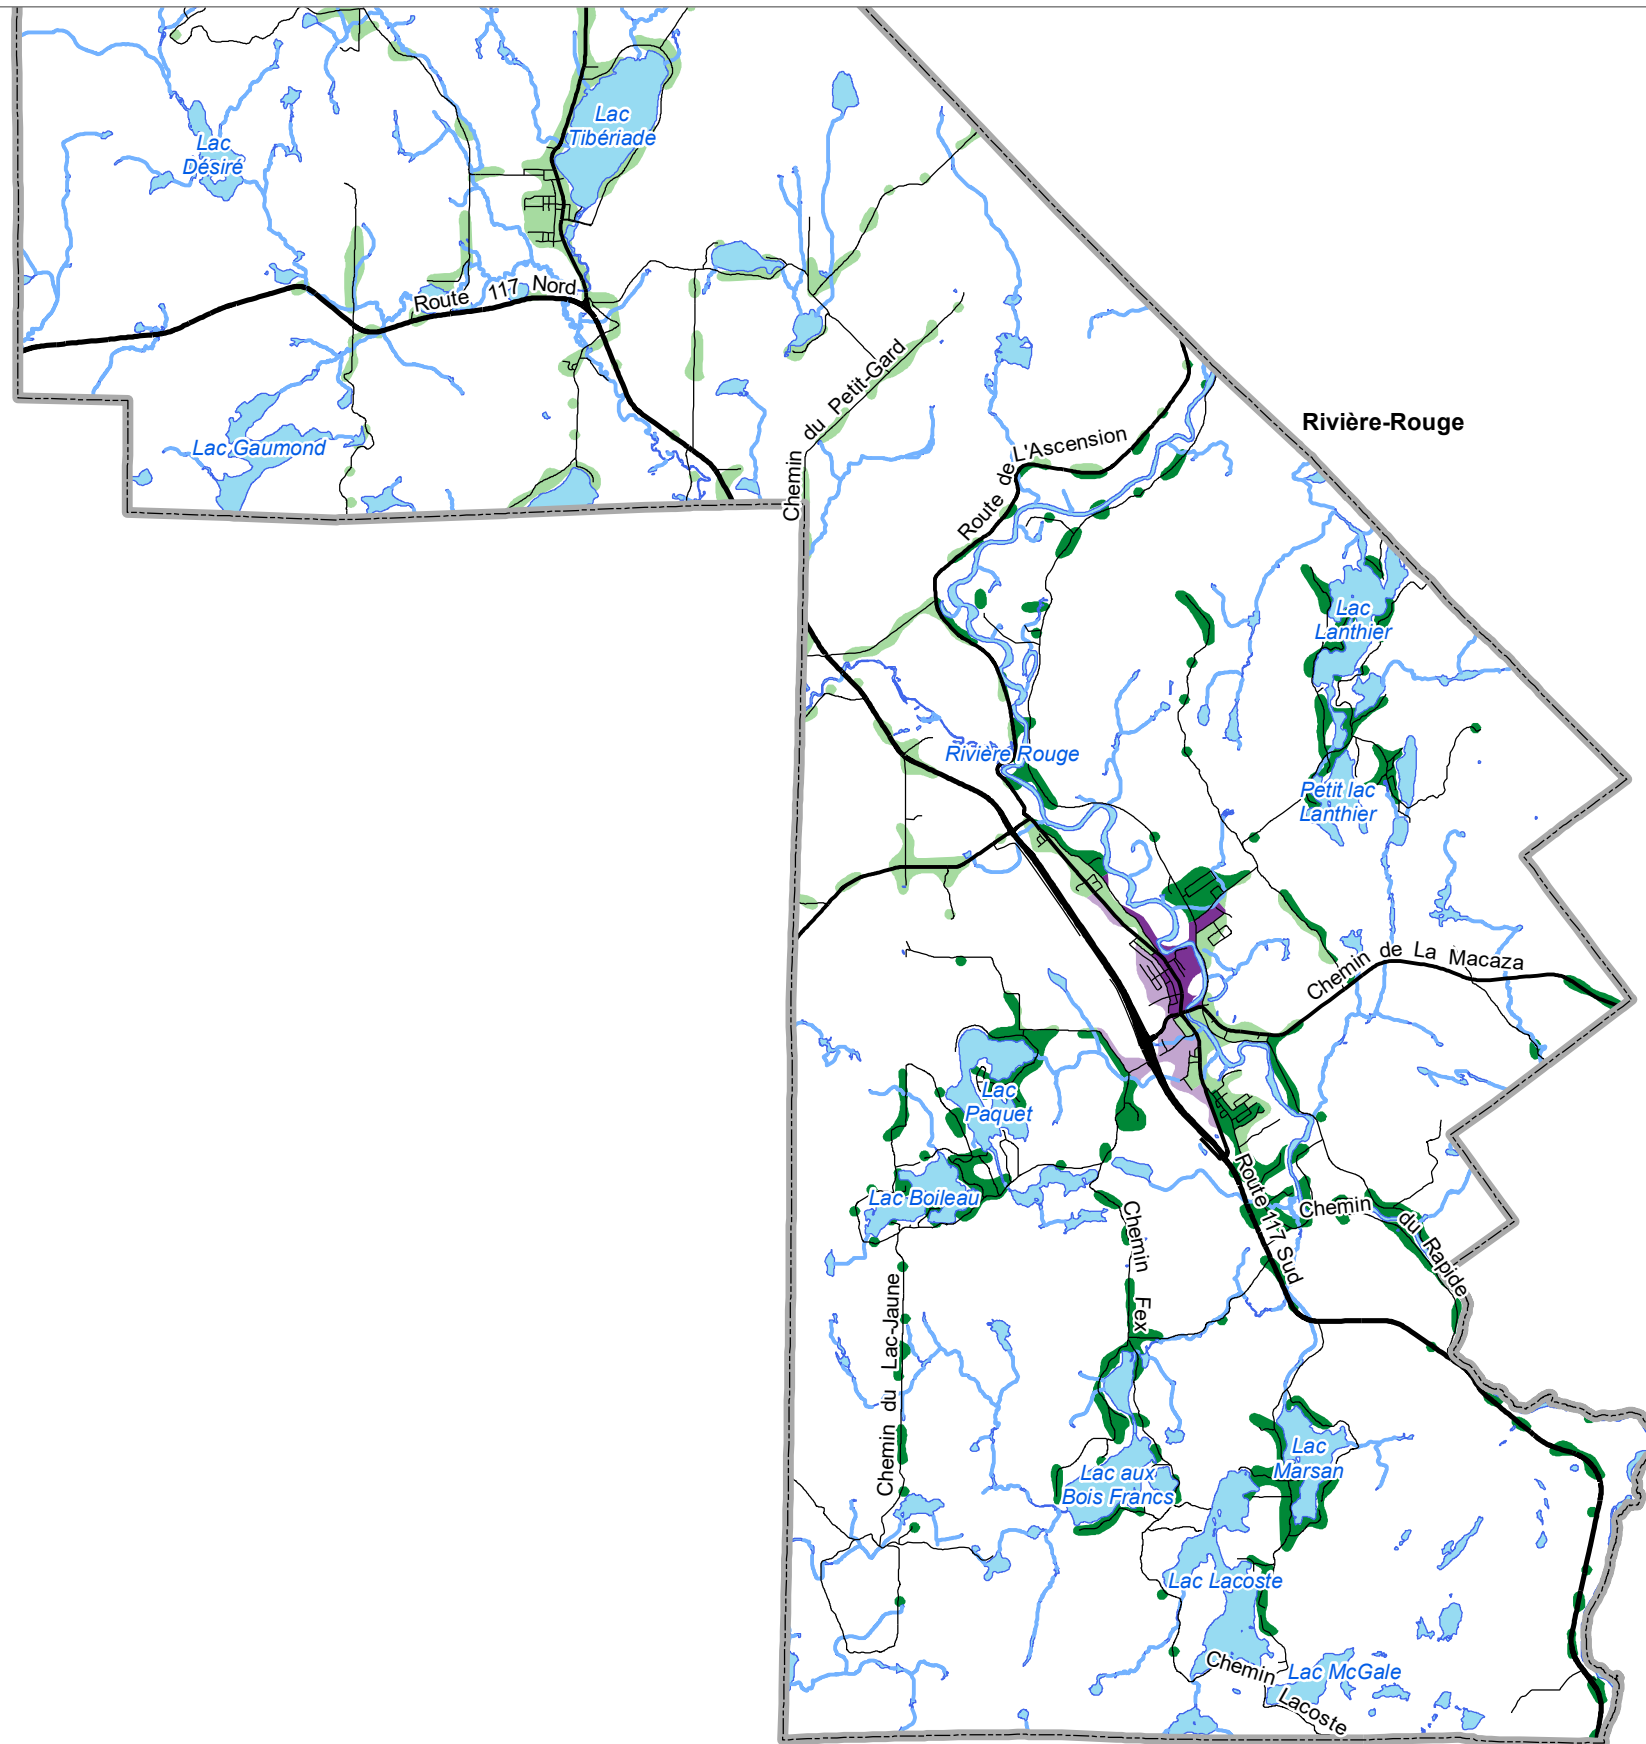 Lac
Tibériade
Lac
Désiré
Route 117 Nord
Chemin du Petit-Gard
Rivière-Rouge
Lac Gaumond
Route de L'Ascension
Lac
Lanthier
Rivière Rouge
Petit lac
Lanthier
Chemin de La Macaza
Lac
Paquet
Lac Boileau
Chemin Fex
Route 117 Sud
Chemin du Rapide
Chemin du Lac-Jaune
Lac
Marsan
Lac aux
Bois Francs
Lac Lacoste
Lac McGale
Chemin Lacoste